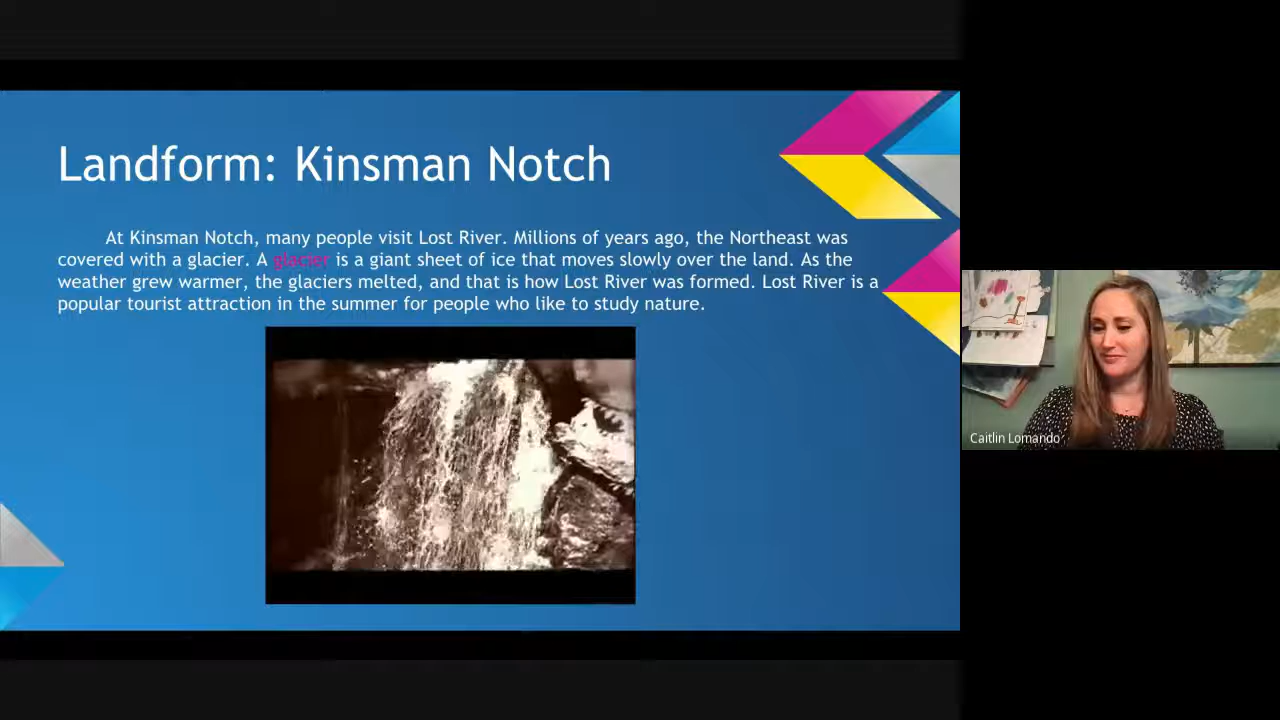 Landform: Kinsman Notch
At Kinsman Notch, many people visit Lost River. Millions of years ago, the Northeast was
covered with a glacier. A glacier is a giant sheet of ice that moves slowly over the land. As the
weather grew warmer, the glaciers melted, and that is how Lost River was formed. Lost River is a
popular tourist attraction in the summer for people who like to study nature.
Caitlin Lomando